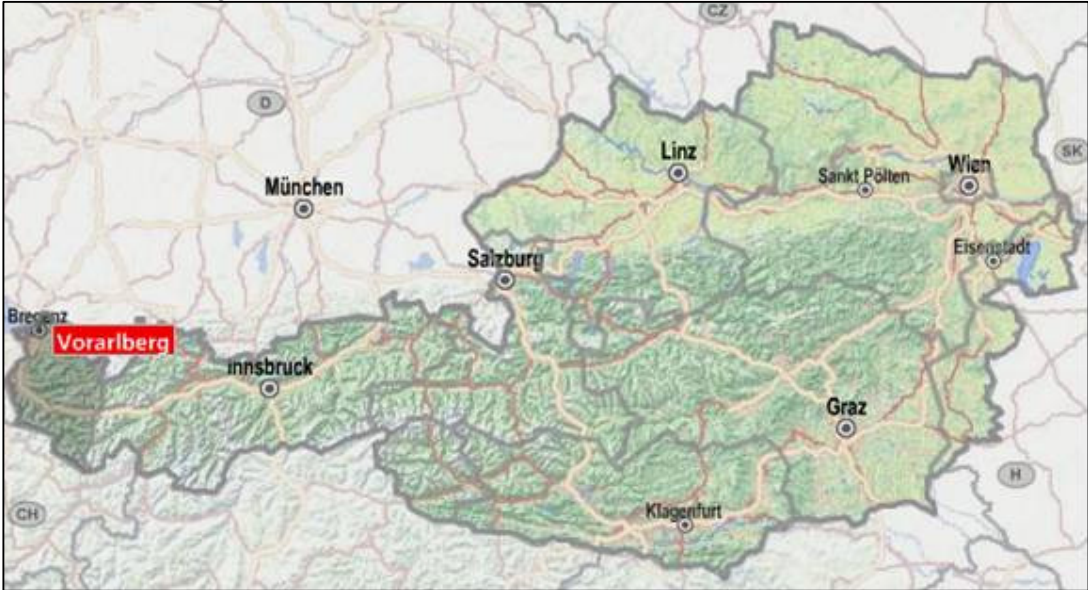 CZ
D
SK
Linz
Wien
Sankt Pölten
München
Eisenstadt
Salzburg
Bregenz
Vorarlberg
Innsbruck
Graz
H
CH
Klagenfurt